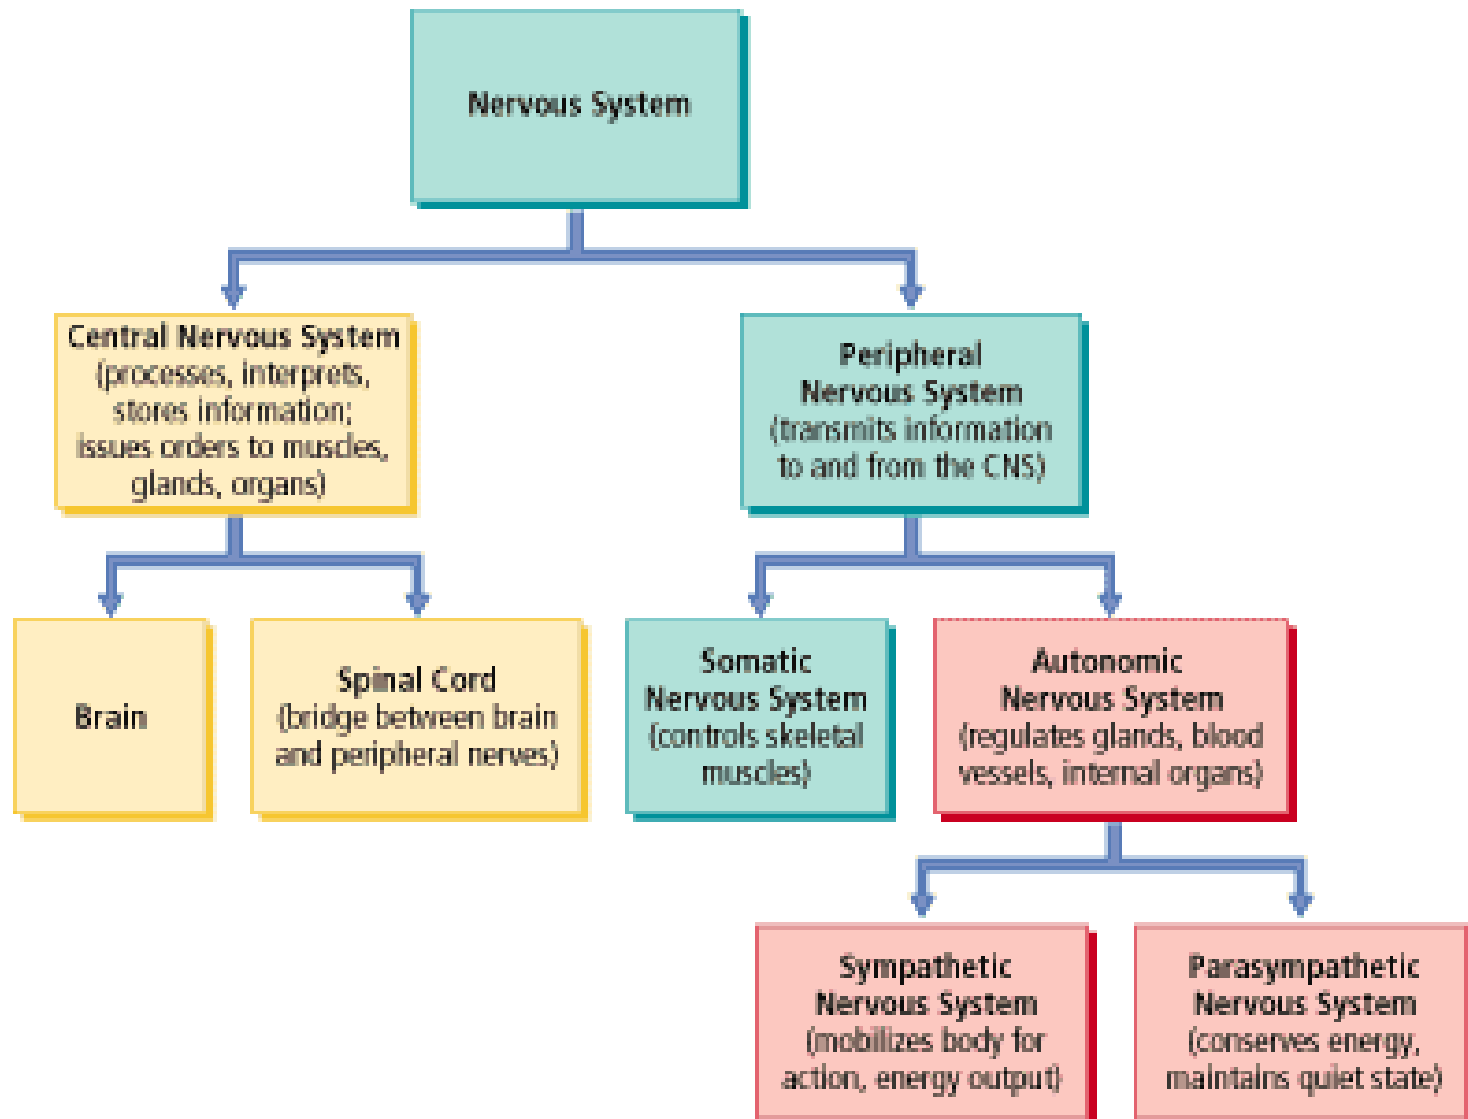 Nervous System
Central Nervous System
(processes, interprets,
stores information;
issues orders to muscles,
glands, organs)
Peripheral
Nervous System
(transmits information
to and from the CNS)
Brain
Spinal Cord
(bridge between brain
and peripheral nerves)
Somatic
Nervous System
(controls skeletal
muscles)
Autonomic
Nervous System
(regulates glands, blood
vessels, internal organs)
Sympathetic
Nervous System
(mobilizes body for
action, energy output)
Parasympathetic
Nervous System
(conserves energy,
maintains quiet state)